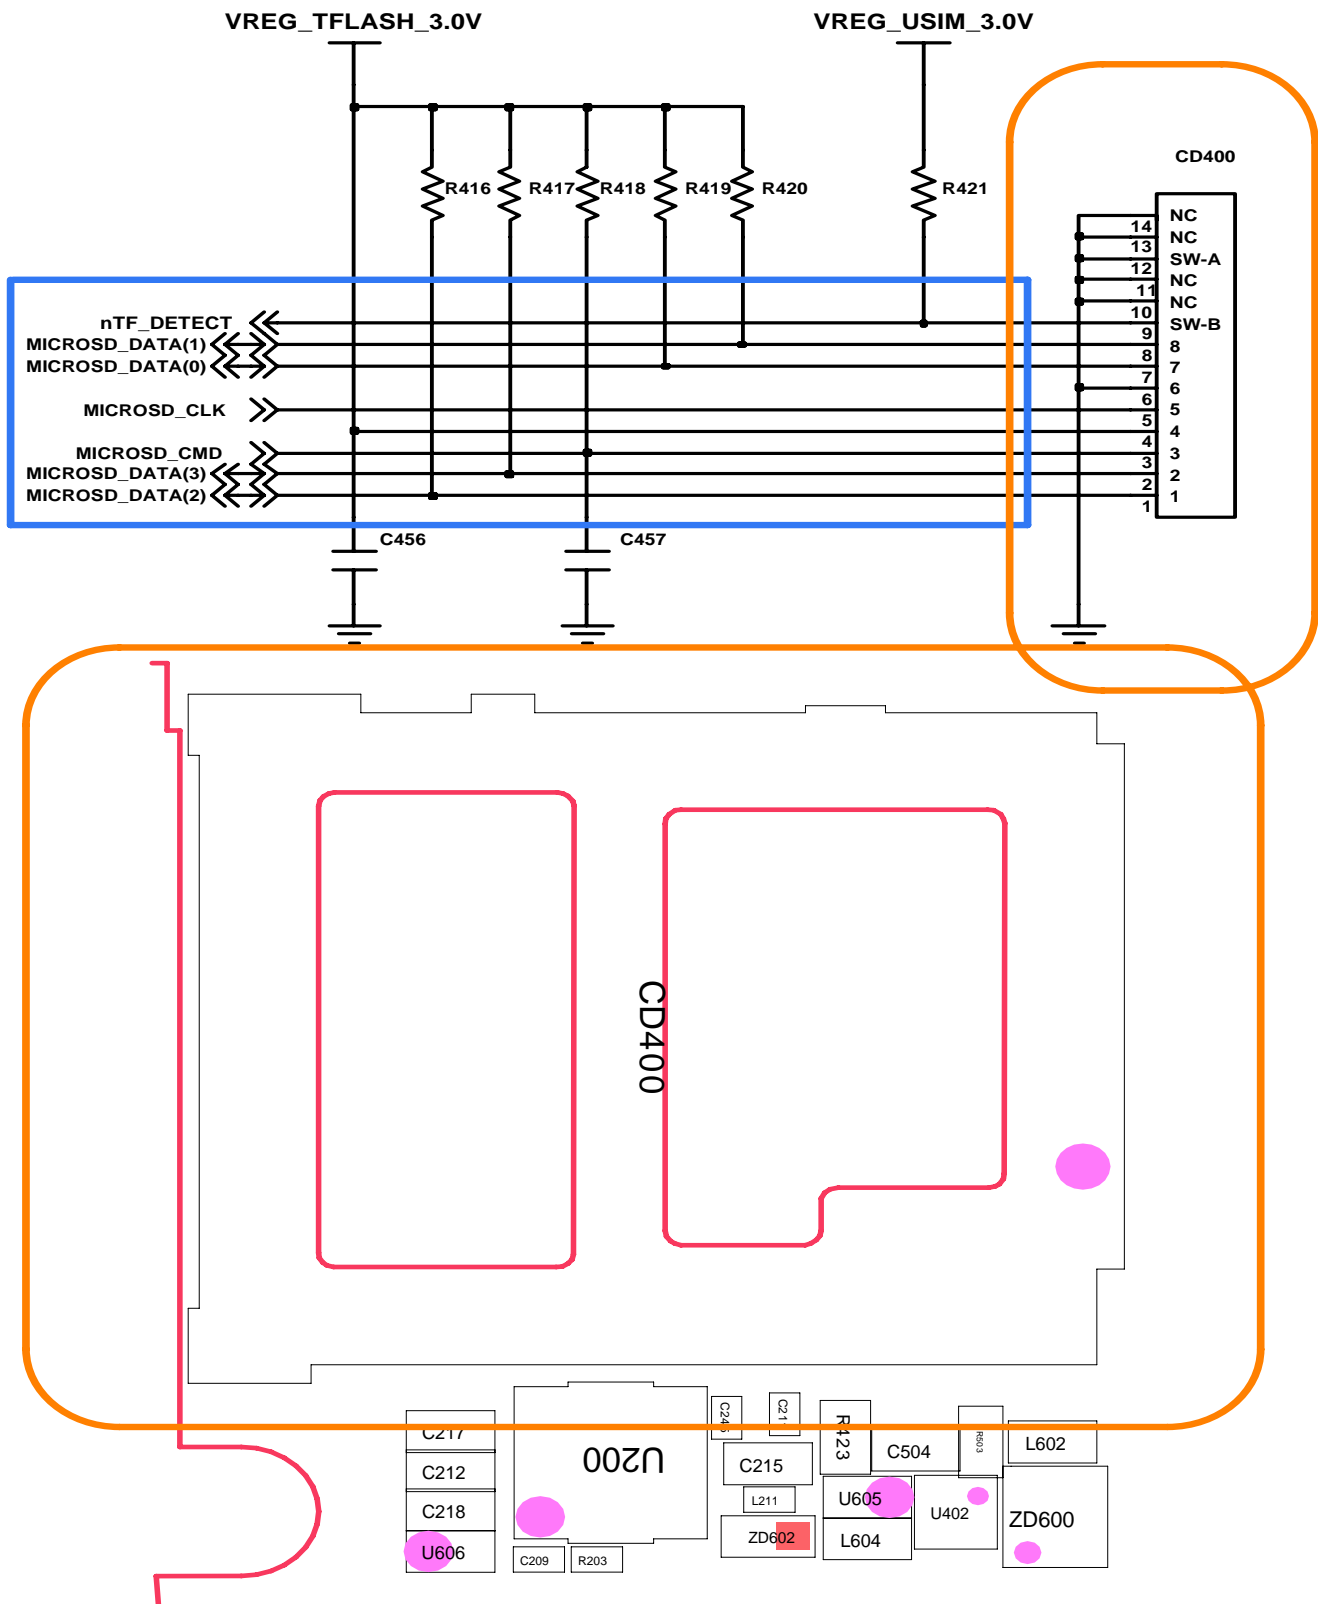 VREG_TFLASH_3.0V VREG_USIM_3.0V
CD400
R416 R417 R418 R419 R420 R421
NC
14 NC
13 SW-A
12 NC
11 NC
10 SW-B
nTF_DETECT
MICROSD_DATA(1) 9 8
MICROSD_DATA(0) 8 7
7 6
MICROSD_CLK 6 5
5 4
MICROSD_CMD 4 3
MICROSD_DATA(3) 3 2
MICROSD_DATA(2) 2 1
1
C456 C457
CD400
C217 U200 R423 C504 R503 L602
C212 C215
C218 L211 U605 U402 ZD600
U606 C209 R203 ZD602 L604